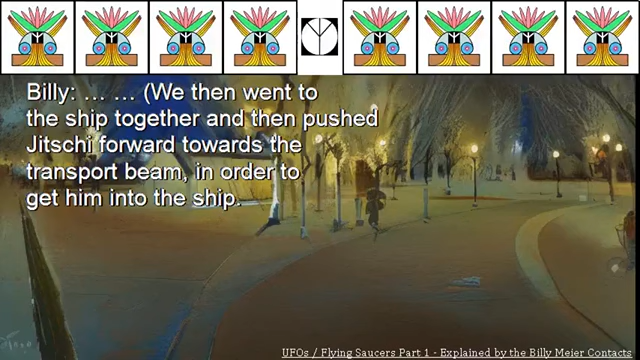 Billy: ... ... (We then went to
the ship together and then pushed
Jitschi forward towards the
transport beam, in order to
get him into the ship.
UFOs / Flying Saucers Part 1 - Explained by the Billy Meier Contacts